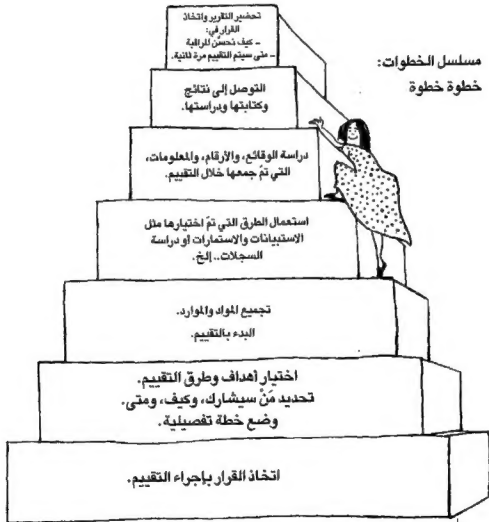 مسلسل الخطوات:
خطوة خطوة
تحضير التقرير واتخاذ
القرار في:
ـ كيف نحسّن المراقبة
ـ متى سيتم التقييم مرة ثانية.
التوصل إلى نتائج
وكتابتها ودراستها.
دراسة الوقائع، والأرقام، والمعلومات،
التي تمّ جمعها خلال التقييم.
استعمال الطرق التي تمّ اختيارها مثل
الاستبيانات والاستمارات أو دراسة
السجلات.. إلخ.
تجميع المواد والموارد.
البدء بالتقييم.
اختيار أهداف وطرق التقييم.
تحديد مَنْ سيشارك، وكيف، ومتى.
وضع خطة تفصيلية.
اتخاذ القرار بإجراء التقييم.